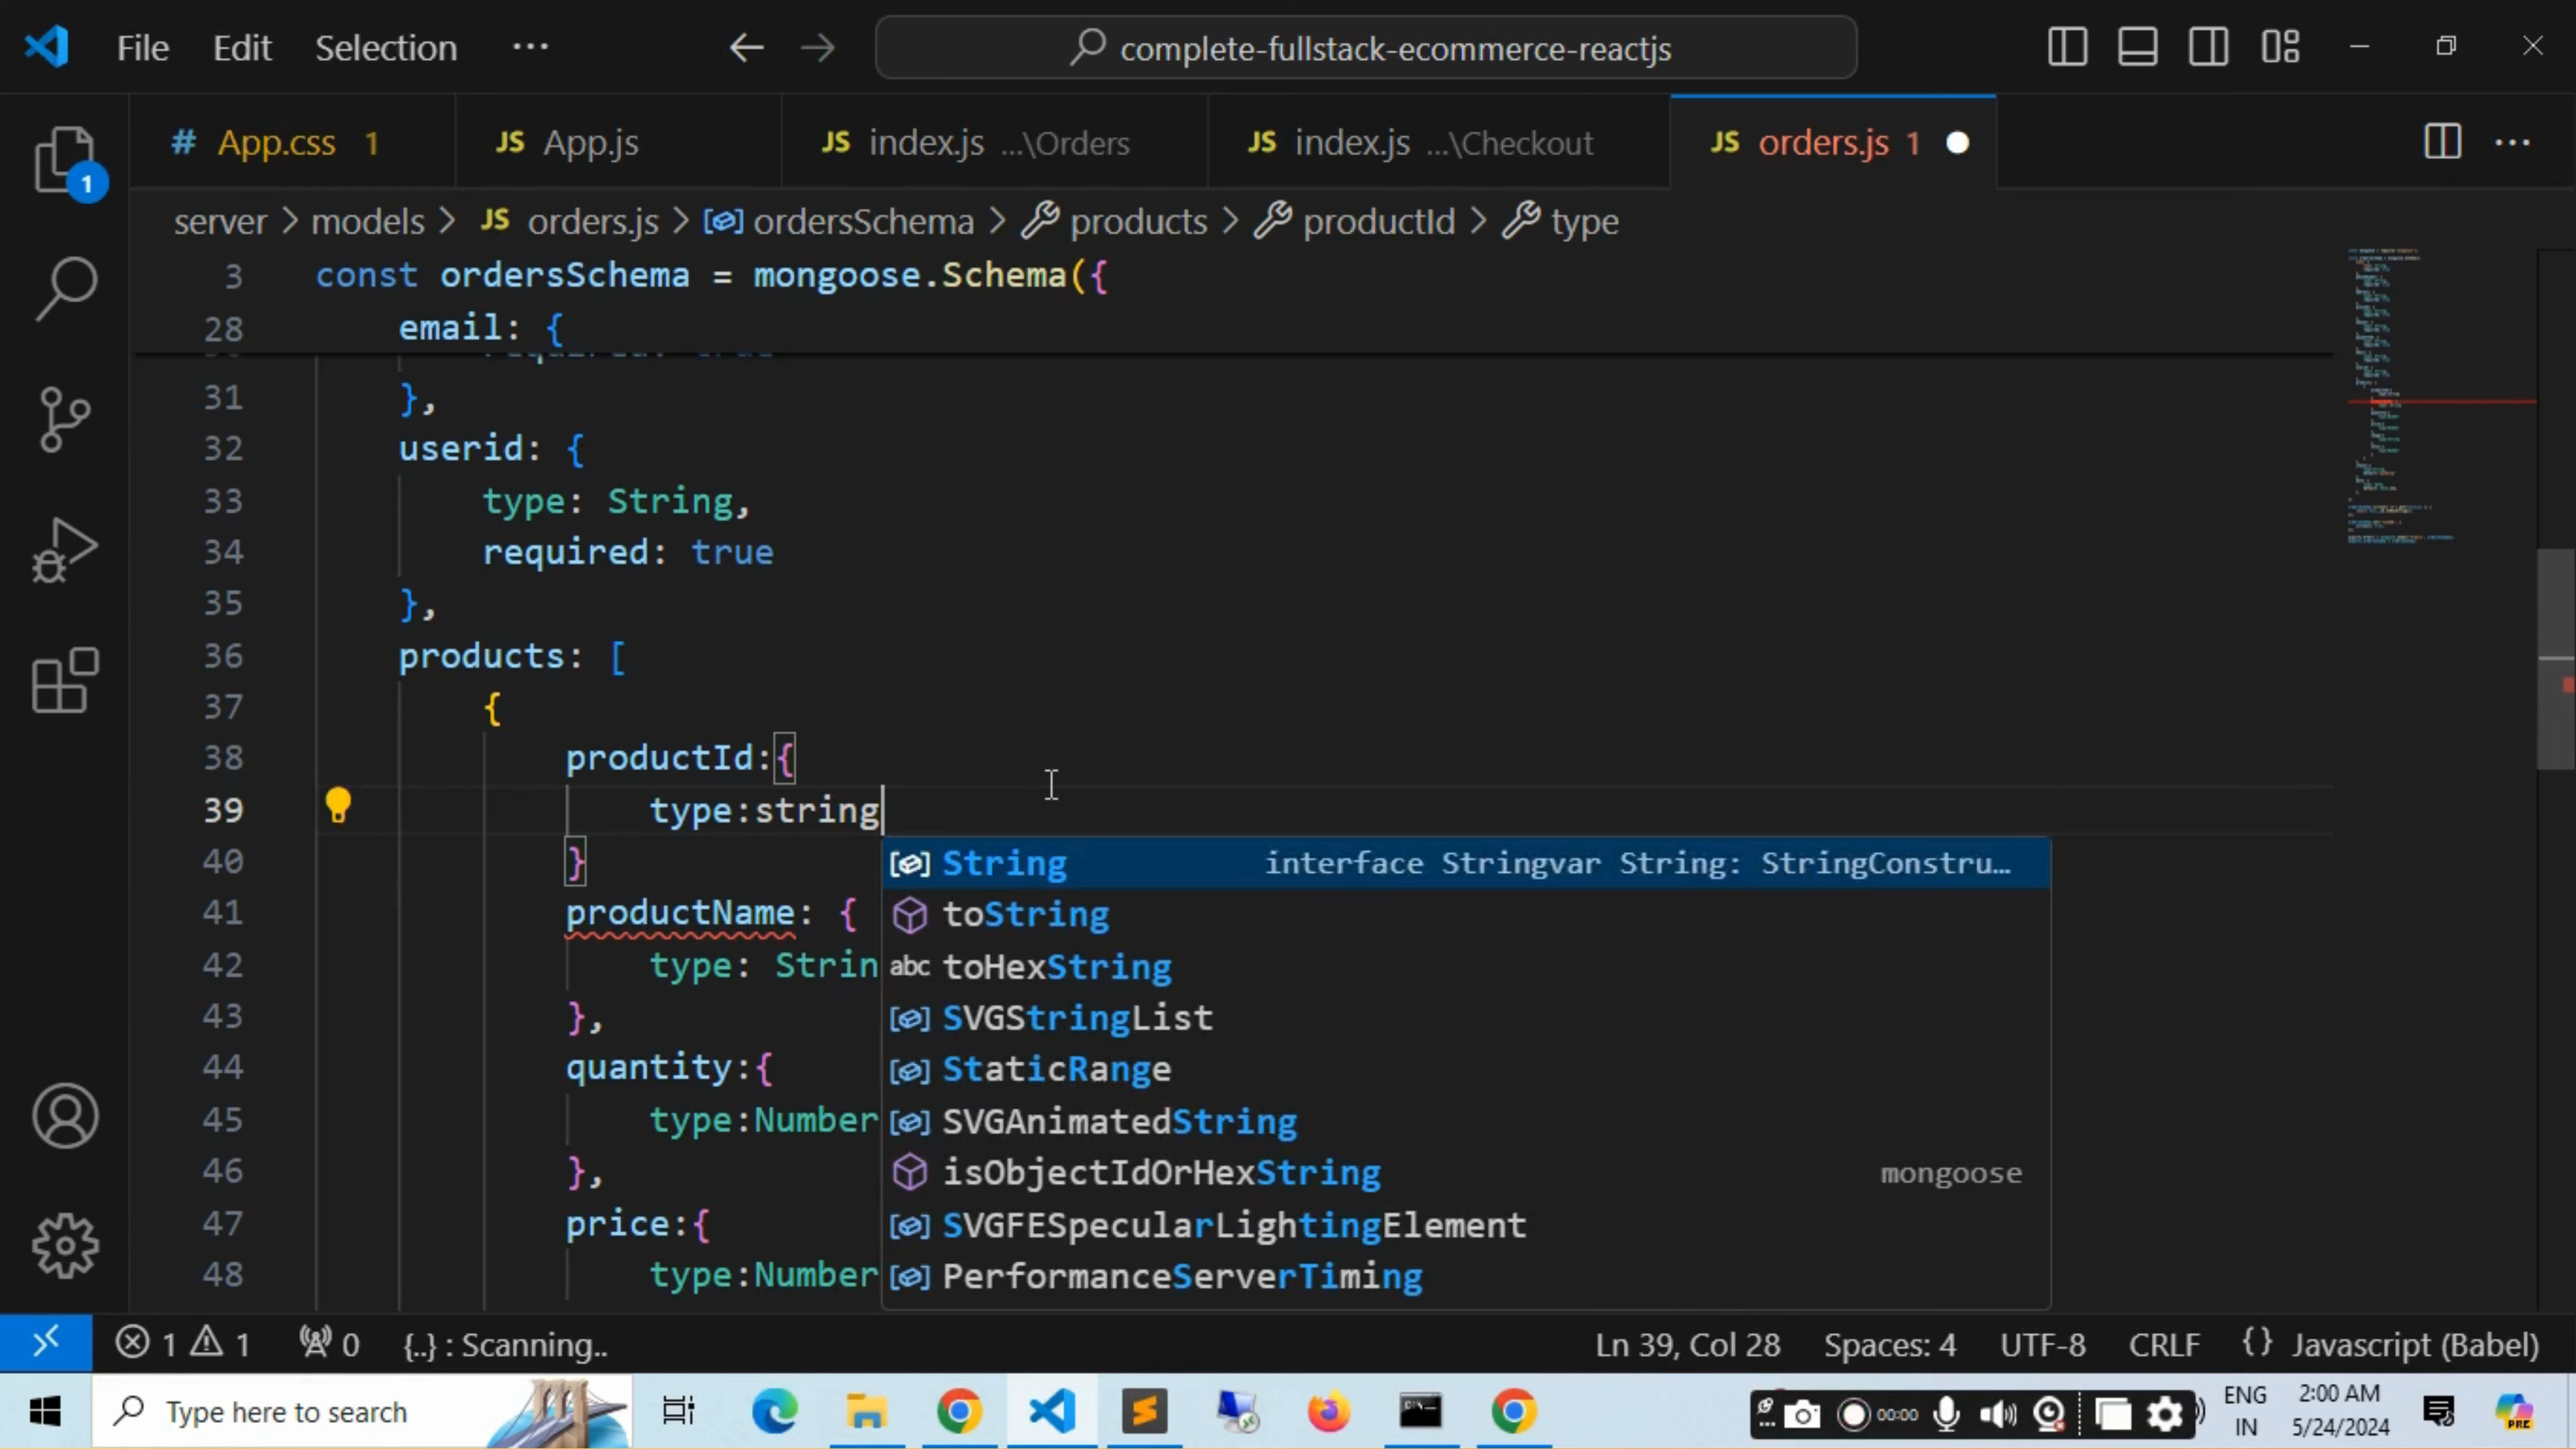 File Edit Selection ··· complete-fullstack-ecommerce-reactjs
# App.css 1 JS App.js JS index.js ...\Orders JS index.js ...\Checkout JS orders.js 1
server > models > JS orders.js > ordersSchema > products > productId > type
3 const ordersSchema = mongoose.Schema({
28 email: {
required: true
31 },
32 userid: {
33 type: String,
34 required: true
35 },
36 products: [
37 {
38 productId:{
39 type:string
40 }
41 productName: {
42 type: Strin
43 },
44 quantity:{
45 type:Number
46 },
47 price:{
48 type:Number
String interface Stringvar String: StringConstru...
toString
abc toHexString
SVGStringList
StaticRange
SVGAnimatedString
isObjectIdOrHexString mongoose
SVGFESpecularLightingElement
PerformanceServerTiming
1
1 1 0 {..} : Scanning.. Ln 39, Col 28 Spaces: 4 UTF-8 CRLF {} Javascript (Babel)
Type here to search 00:00 ENG 2:00 AM
IN 5/24/2024 PRE